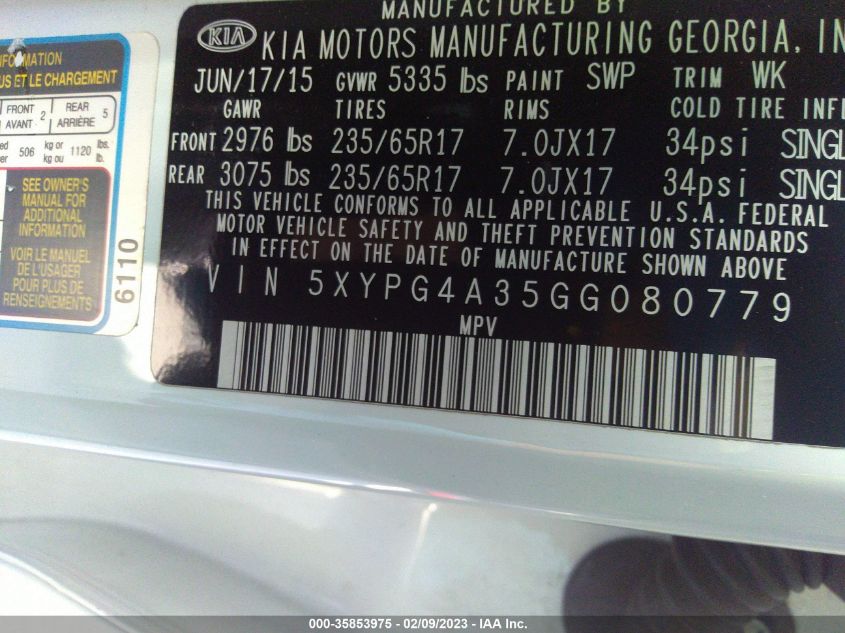 MANUFACTURED BY
KIA KIA MOTORS MANUFACTURING GEORGIA, IN
JUN/17/15 GVWR 5335 lbs PAINT SWP TRIM WK
GAWR TIRES RIMS COLD TIRE INFL
FRONT 2976 lbs 235/65R17 7.0JX17 34psi SINGL
REAR 3075 lbs 235/65R17 7.0JX17 34psi SINGL
THIS VEHICLE CONFORMS TO ALL APPLICABLE U.S.A. FEDERAL
MOTOR VEHICLE SAFETY AND THEFT PREVENTION STANDARDS
IN EFFECT ON THE DATE OF MANUFACTURE SHOWN ABOVE
VIN 5XYPG4A35GG080779
MPV
FORMATION
US ET LE CHARGEMENT
FRONT AVANT 2 REAR ARRIÈRE 5
506 kg or kg ou 1120 lbs. lb.
SEE OWNER'S
MANUAL FOR
ADDITIONAL
INFORMATION
VOIR LE MANUEL
DE L'USAGER
POUR PLUS DE
RENSEIGNEMENTS
6110
000-35853975 — 02/09/2023 — IAA Inc.